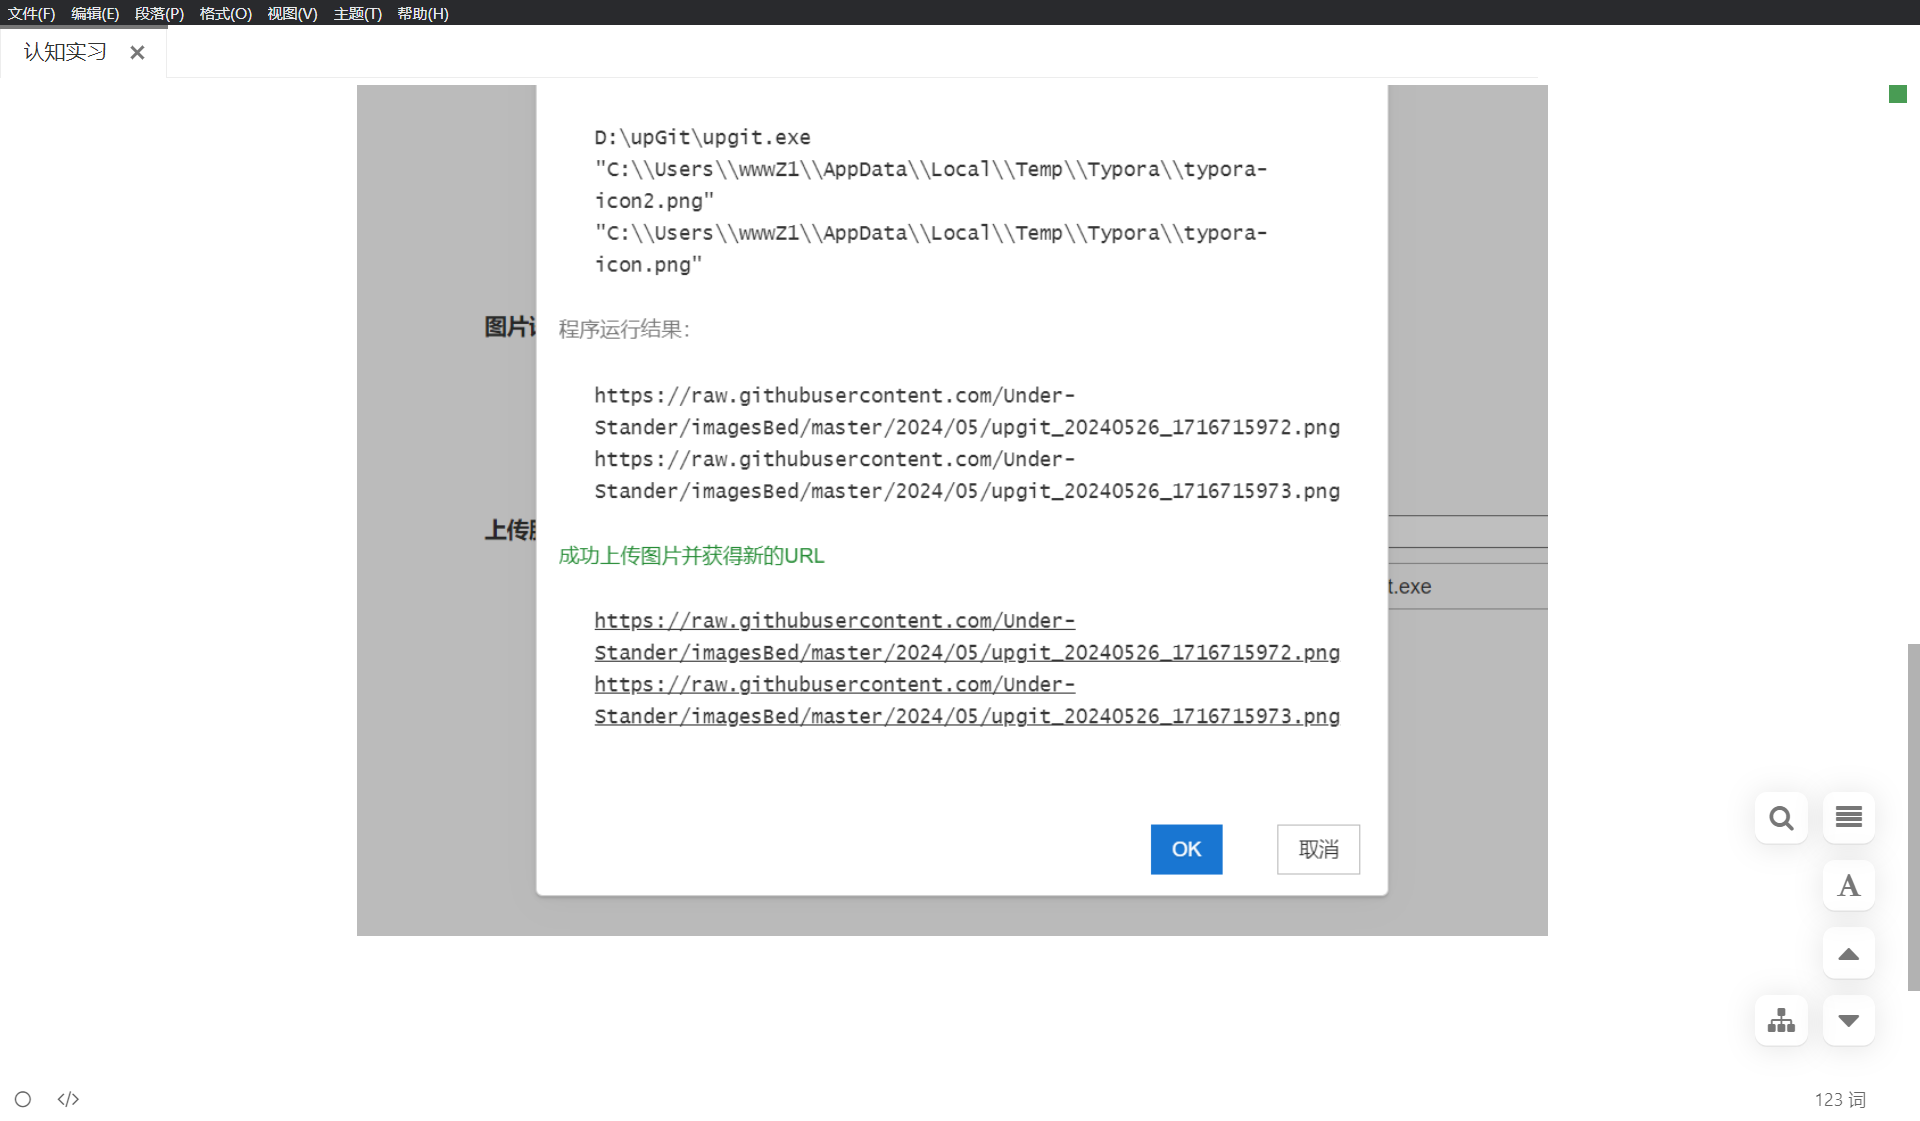 文件(F) 编辑(E) 段落(P) 格式(O) 视图(V) 主题(T) 帮助(H)
认知实习
D:\upGit\upgit.exe
"C:\\Users\\wwwZ1\\AppData\\Local\\Temp\\Typora\\typora-
icon2.png"
"C:\\Users\\wwwZ1\\AppData\\Local\\Temp\\Typora\\typora-
icon.png"
图片
程序运行结果：
https://raw.githubusercontent.com/Under-
Stander/imagesBed/master/2024/05/upgit_20240526_1716715972.png
https://raw.githubusercontent.com/Under-
Stander/imagesBed/master/2024/05/upgit_20240526_1716715973.png
上传
成功上传图片并获得新的URL
t.exe
https://raw.githubusercontent.com/Under-
Stander/imagesBed/master/2024/05/upgit_20240526_1716715972.png
https://raw.githubusercontent.com/Under-
Stander/imagesBed/master/2024/05/upgit_20240526_1716715973.png
OK 取消
A
</> 123 词